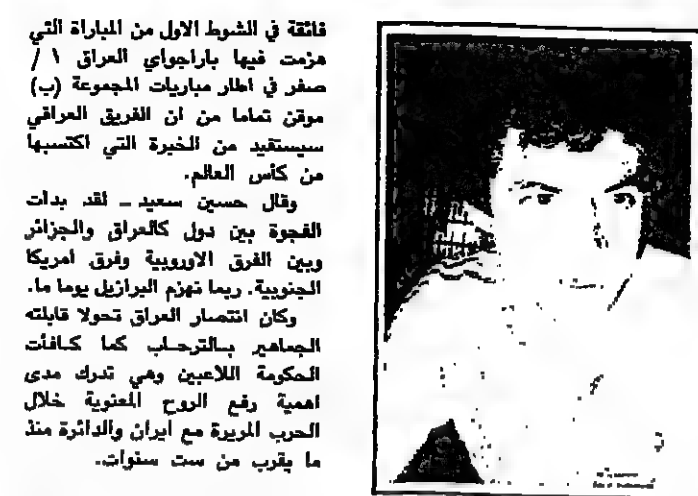 فائقة في الشوط الاول من المباراة التي
هزمت فيها باراجواي العراق ١ /
صفر في اطار مباريات المجموعة (ب)
موقن تماما من ان الفريق العراقي
سيستفيد من الخبرة التي اكتسبها
من كأس العالم.
وقال حسين سعيد ـ لقد بدأت
الفجوة بين دول كالعراق والجزائر
وبين الفرق الاوروبية وفرق امريكا
الجنوبية. ربما نهزم البرازيل يوما ما.
وكان انتصار العراق تحولا قابلته
الجماهير بالترحاب كما كافأت
الحكومة اللاعبين وهي تدرك مدى
اهمية رفع الروح المعنوية خلال
الحرب المريرة مع ايران والدائرة منذ
ما يقرب من ست سنوات.